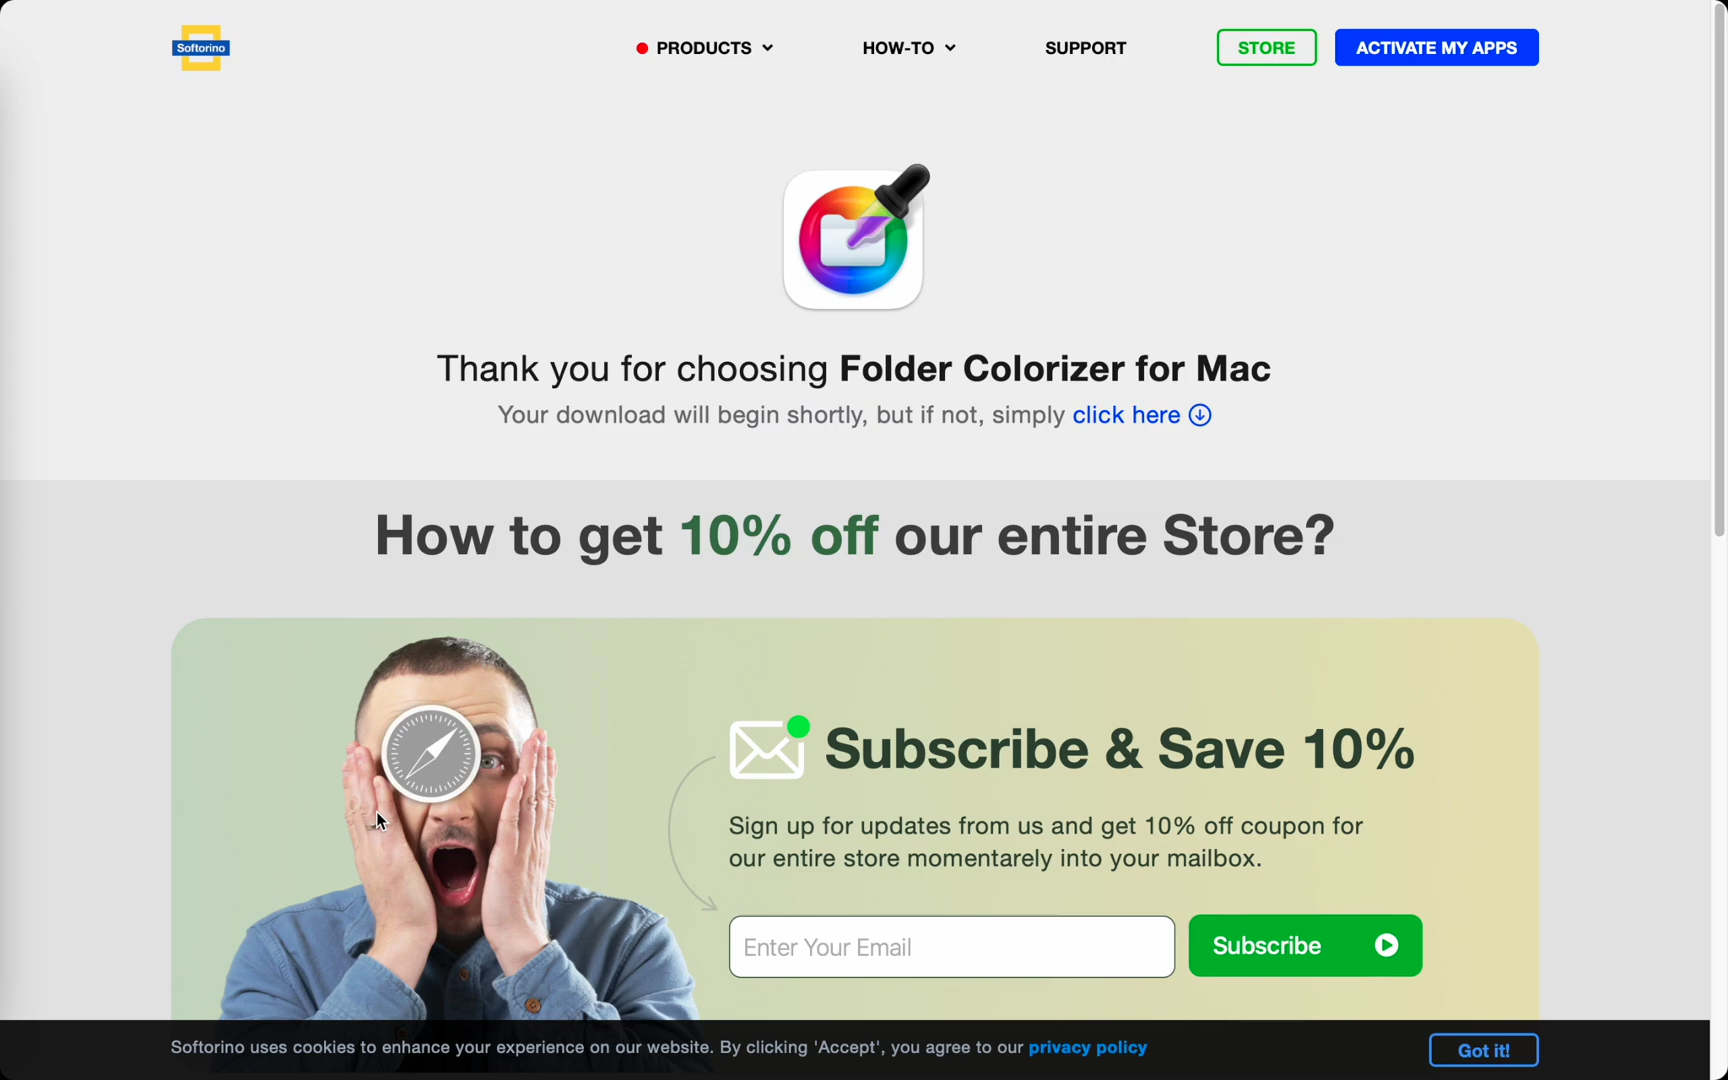 Softorino
PRODUCTS
HOW-TO
SUPPORT
STORE
ACTIVATE MY APPS
Thank you for choosing Folder Colorizer for Mac
Your download will begin shortly, but if not, simply click here
How to get 10% off our entire Store?
Subscribe & Save 10%
Sign up for updates from us and get 10% off coupon for
our entire store momentarely into your mailbox.
Enter Your Email
Subscribe
Softorino uses cookies to enhance your experience on our website. By clicking 'Accept', you agree to our privacy policy
Got it!